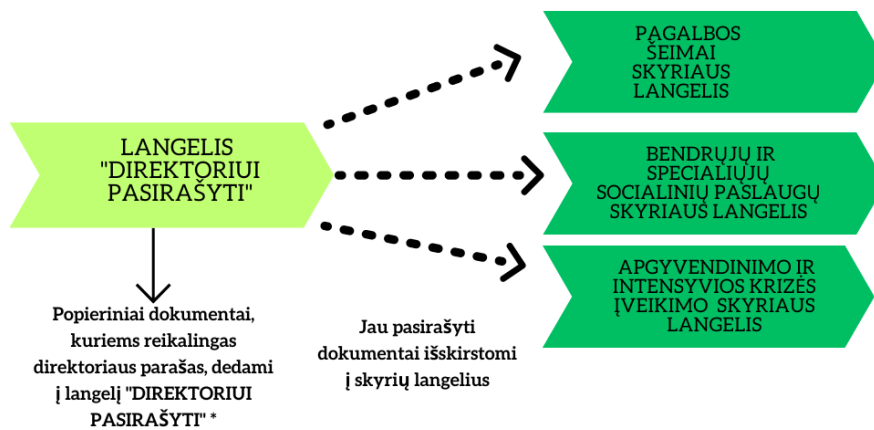 LANGELIS
"DIREKTORIUI
PASIRAŠYTI"
Popieriniai dokumentai,
kuriems reikalingas
direktoriaus parašas, dedami
į langelį "DIREKTORIUI
PASIRAŠYTI" *
Jau pasirašyti
dokumentai išskirstomi
į skyrių langelius
PAGALBOS
ŠEIMAI
SKYRIAUS
LANGELIS
BENDRŲJŲ IR
SPECIALIŲJŲ
SOCIALINIŲ PASLAUGŲ
SKYRIAUS LANGELIS
APGYVENDINIMO IR
INTENSYVIOS KRIZĖS
ĮVEIKIMO SKYRIAUS
LANGELIS